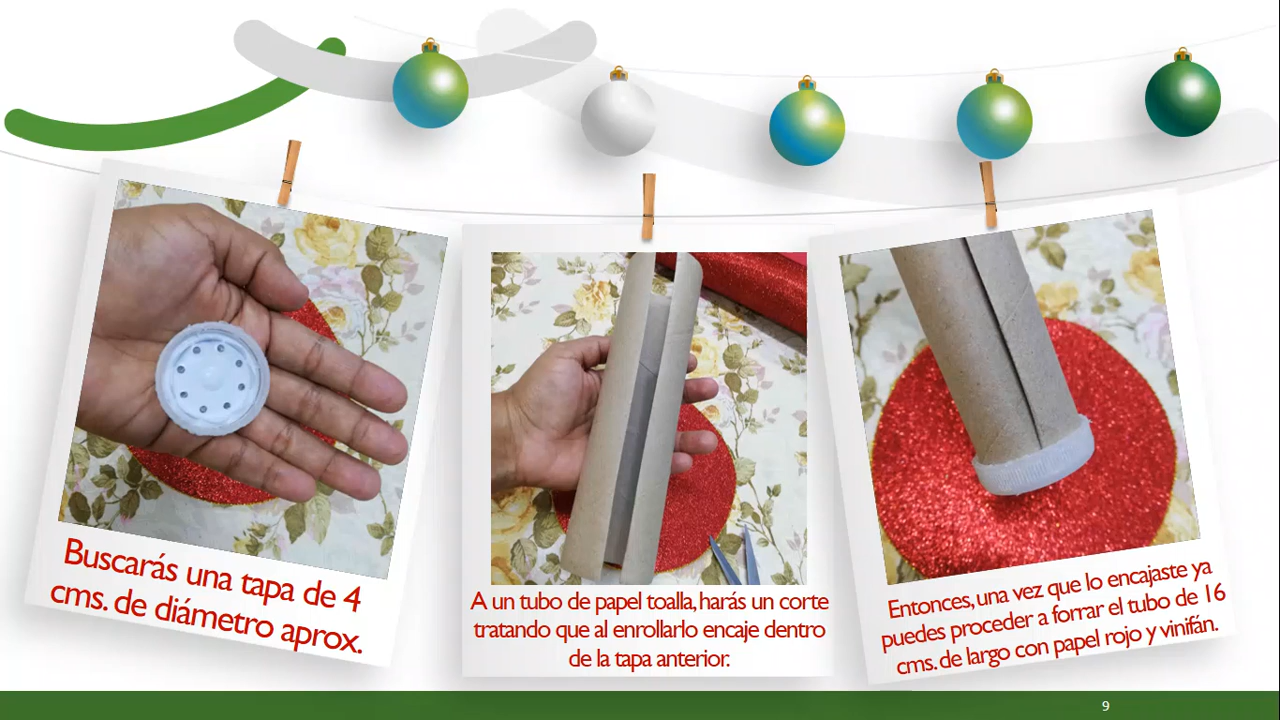 Buscarás una tapa de 4
cms. de diámetro aprox.
A un tubo de papel toalla, harás un corte
tratando que al enrollarlo encaje dentro
de la tapa anterior.
Entonces, una vez que lo encajaste ya
puedes proceder a forrar el tubo de 16
cms. de largo con papel rojo y vinifán.
9